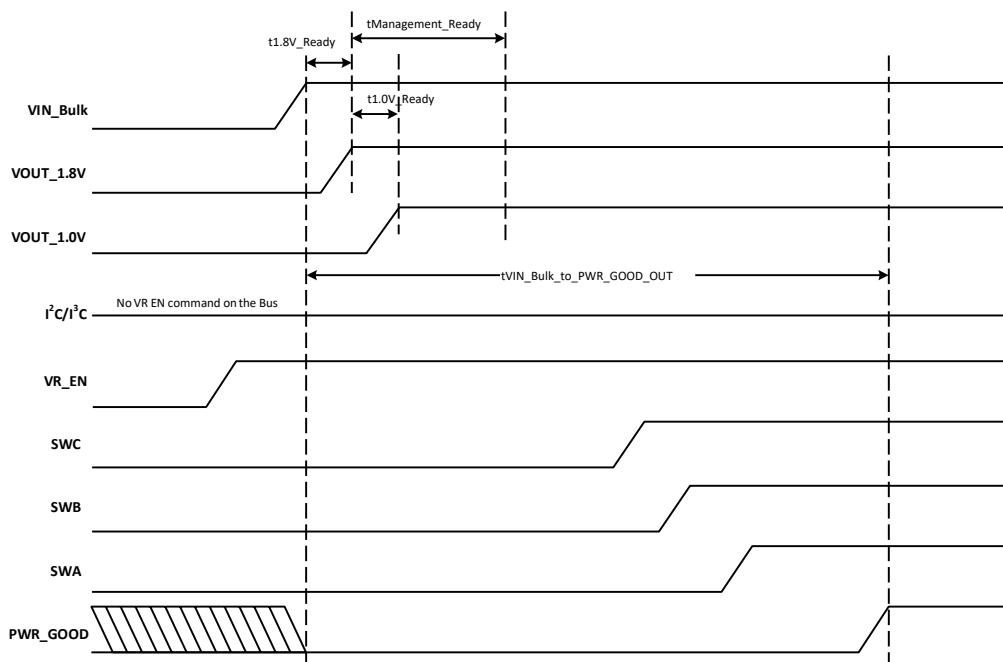 tManagement_Ready
t1.8V_Ready
VIN_Bulk
t1.0V_Ready
VOUT_1.8V
VOUT_1.0V
tVIN_Bulk_to_PWR_GOOD_OUT
No VR EN command on the Bus
I²C/I³C
VR_EN
SWC
SWB
SWA
PWR_GOOD